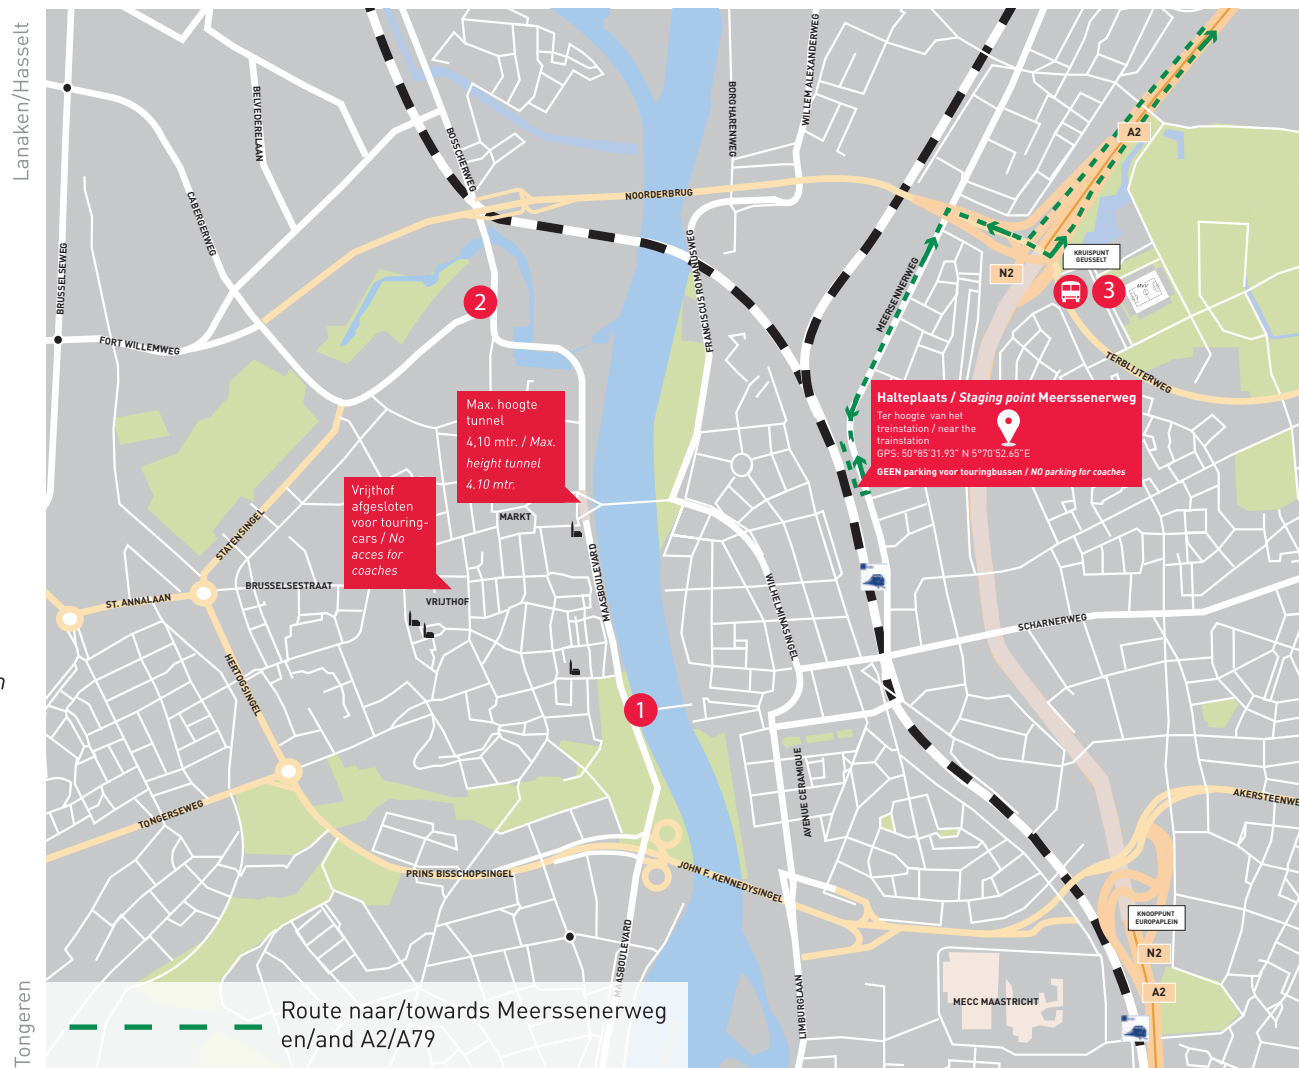 Lanaken/Hasselt
BRUSSELSEWEG
BELVEDERELAAN
CABERGERWEG
BOSSCHERWEG
FORT WILLEMWEG
NOORDERBRUG
BORGHARENWEG
WILLEM ALEXANDERWEG
FRANCISCUS ROMANUSWEG
MEERSENNERWEG
A2
N2
KRUISPUNT
GEUSSELT
MVV
2
3
TERBLIJTERWEG
Halteplaats / Staging point Meerssenerweg
Ter hoogte van het
treinstation / near the
trainstation
GPS: 50°85'31.93" N 5°70'52.65"E
GEEN parking voor touringbussen / NO parking for coaches
Max. hoogte
tunnel
4,10 mtr. / Max.
height tunnel
4.10 mtr.
Vrijthof
afgesloten
voor touring-
cars / No
acces for
coaches
MARKT
STATENSINGEL
BRUSSELSESTRAAT
VRIJTHOF
ST. ANNALAAN
MAASBOULEVARD
WILHELMINASINGEL
SCHARNERWEG
HERTOGSINGEL
n
1
AVENUE CERAMIQUE
TONGERSEWEG
AKERSTEENWE
PRINS BISSCHOPSINGEL
JOHN F. KENNEDYSINGEL
MAASBOULEVARD
KNOOPPUNT
EUROPAPLEIN
N2
A2
MECC MAASTRICHT
LIMBURGLAAN
Tongeren
Route naar/towards Meerssenerweg
en/and A2/A79